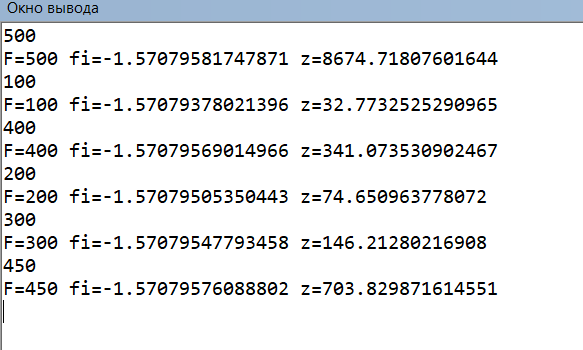 Окно вывода
500
F=500 fi=-1.57079581747871 z=8674.71807601644
100
F=100 fi=-1.57079378021396 z=32.7732525290965
400
F=400 fi=-1.57079569014966 z=341.073530902467
200
F=200 fi=-1.57079505350443 z=74.650963778072
300
F=300 fi=-1.57079547793458 z=146.21280216908
450
F=450 fi=-1.57079576088802 z=703.829871614551